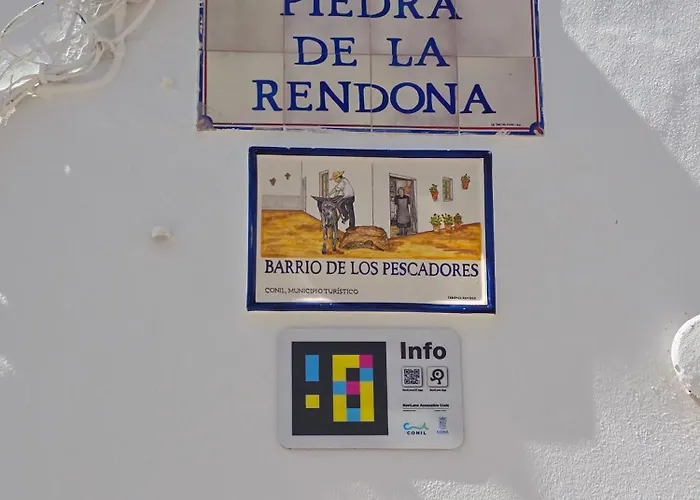 PIEDRA
DE LA
RENDONA
BARRIO DE LOS PESCADORES
CONIL, MUNICIPIO TURÍSTICO
Info
CONIL